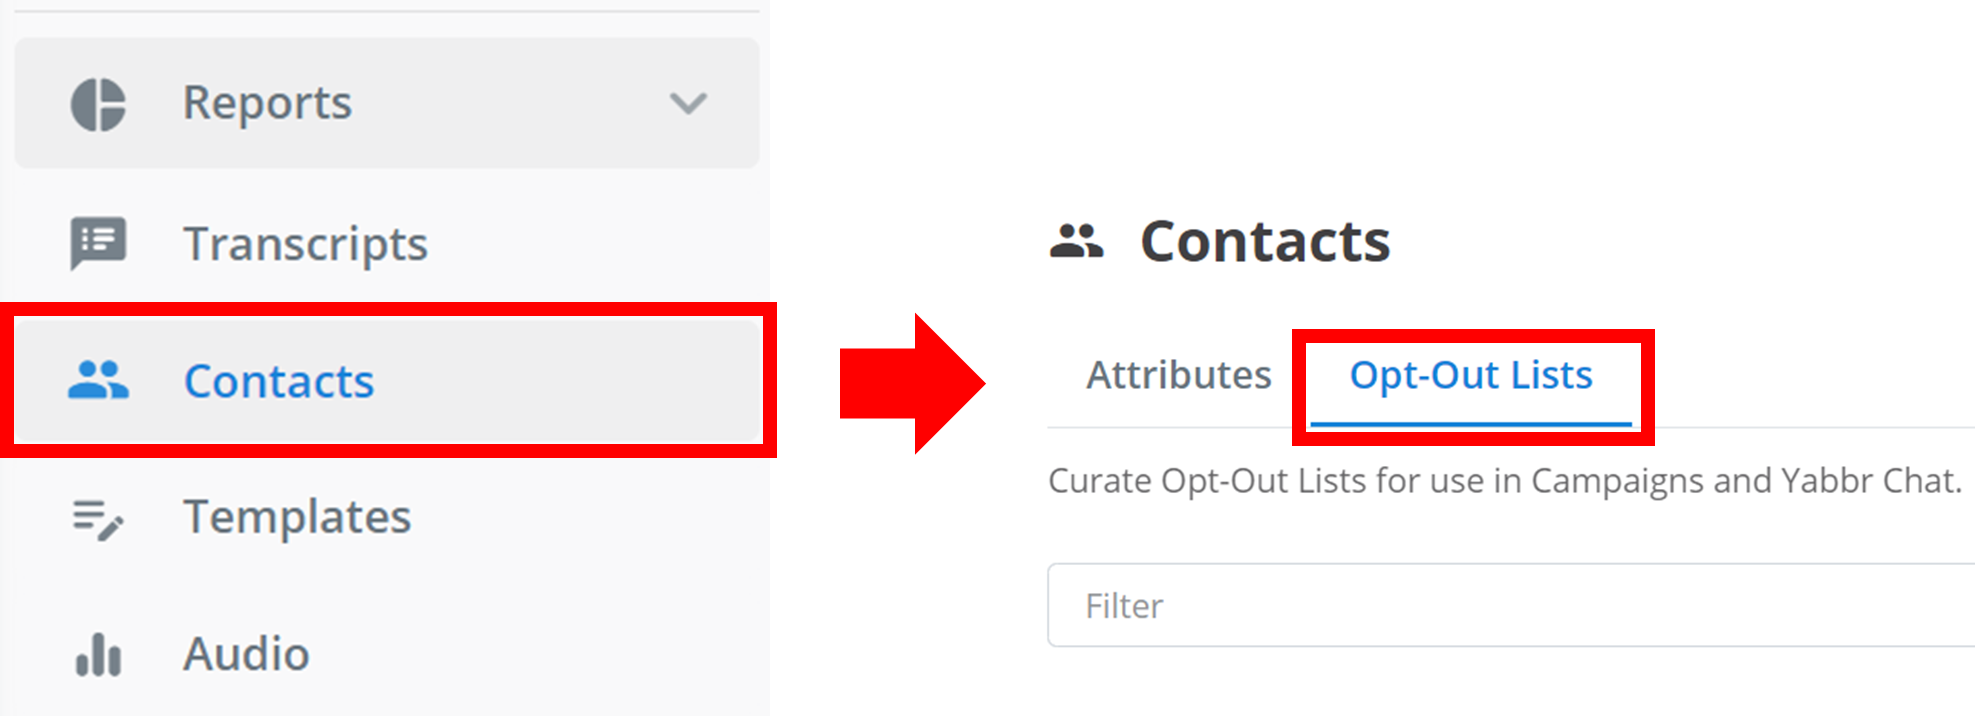 Reports
Transcripts
Contacts
Templates
Audio
Contacts
Attributes
Opt-Out Lists
Curate Opt-Out Lists for use in Campaigns and Yabbr Chat.
Filter